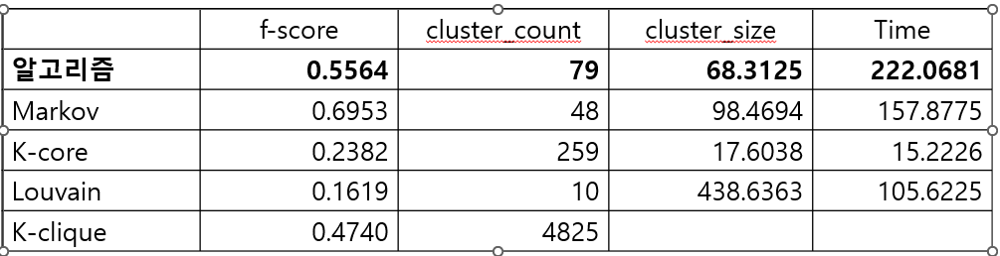 f-score cluster_count cluster_size Time
알고리즘 0.5564 79 68.3125 222.0681
Markov 0.6953 48 98.4694 157.8775
K-core 0.2382 259 17.6038 15.2226
Louvain 0.1619 10 438.6363 105.6225
K-clique 0.4740 4825